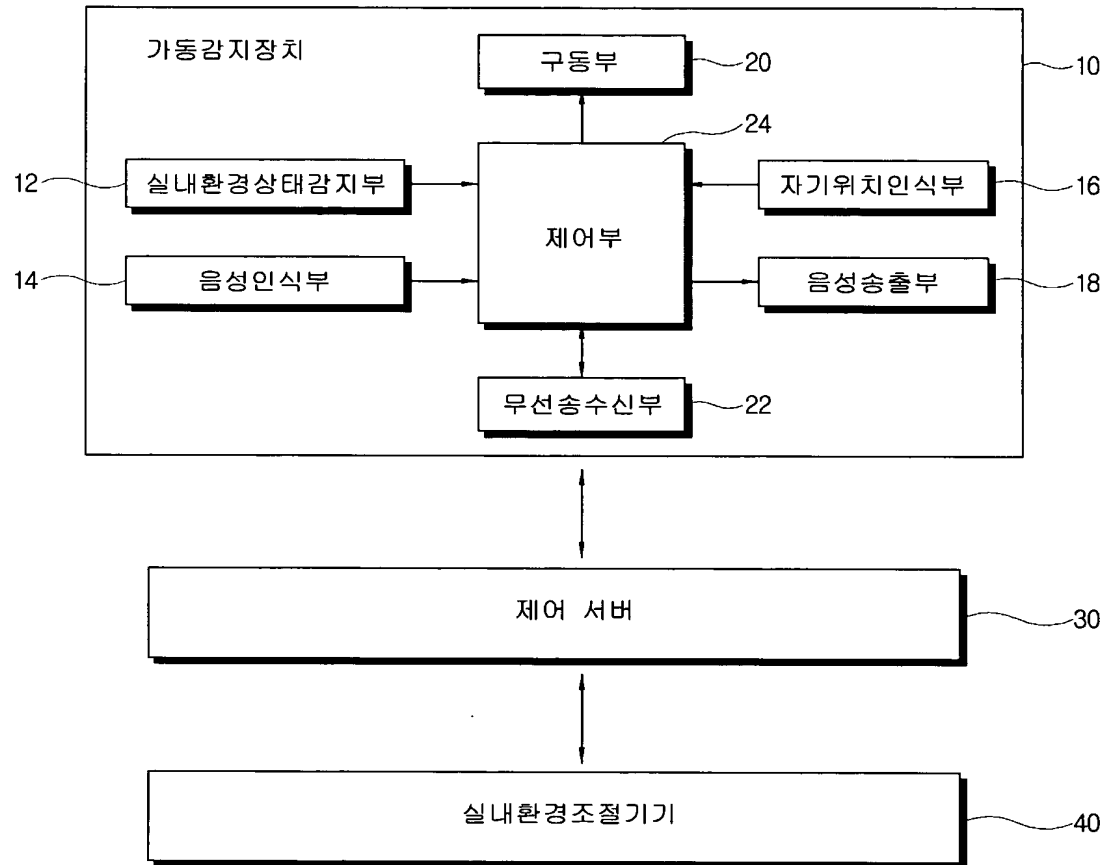 가동감지장치
구동부
20
10
24
12
실내환경상태감지부
자기위치인식부
16
제어부
14
음성인식부
음성송출부
18
무선송수신부
22
제어 서버
30
실내환경조절기기
40